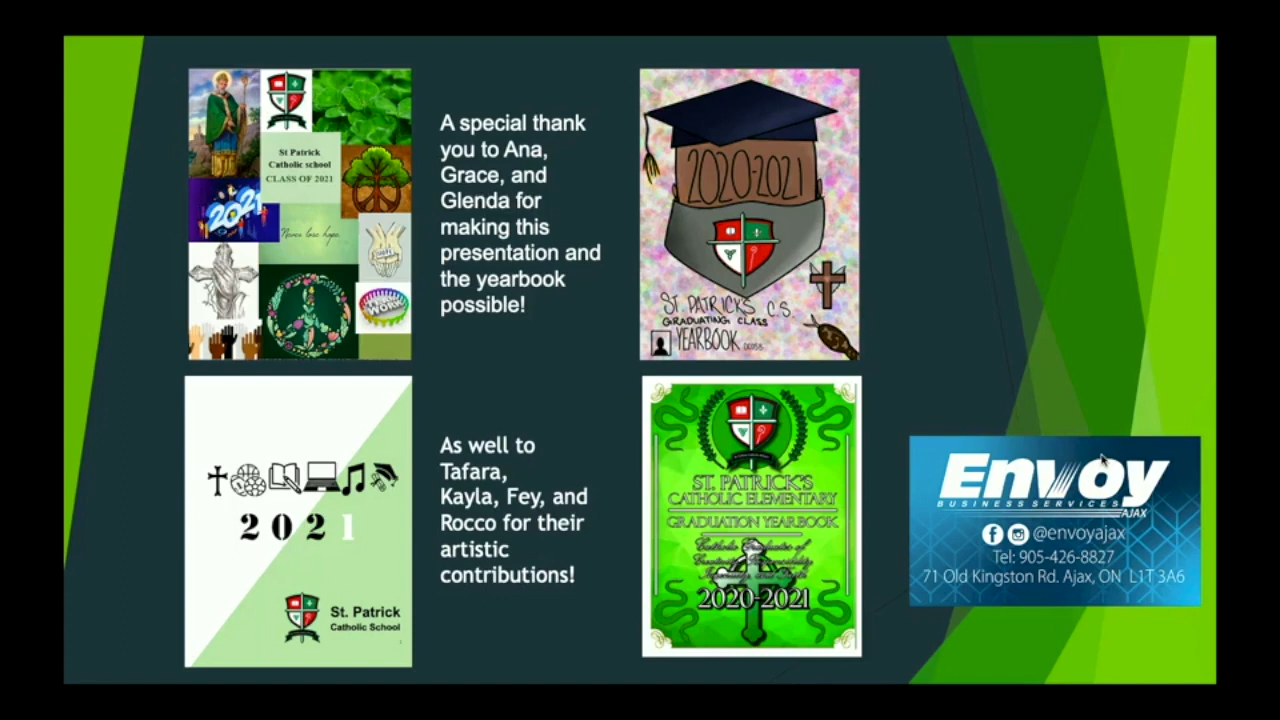 St Patrick
Catholic school
CLASS OF 2021
2021
Never lose hope.
WORK
A special thank
you to Ana,
Grace, and
Glenda for
making this
presentation and
the yearbook
possible!
2020-2021
ST. PATRICK'S C.S.
GRADUATING CLASS
YEARBOOK
2021
St. Patrick
Catholic School
As well to
Tafara,
Kayla, Fey, and
Rocco for their
artistic
contributions!
ST. PATRICK'S
CATHOLIC ELEMENTARY
GRADUATION YEARBOOK
Catholic Graduates of
2020-2021
Envoy
BUSINESS SERVICES
AJAX
@envoyajax
Tel: 905-426-8827
71 Old Kingston Rd. Ajax, ON L1T 3A6